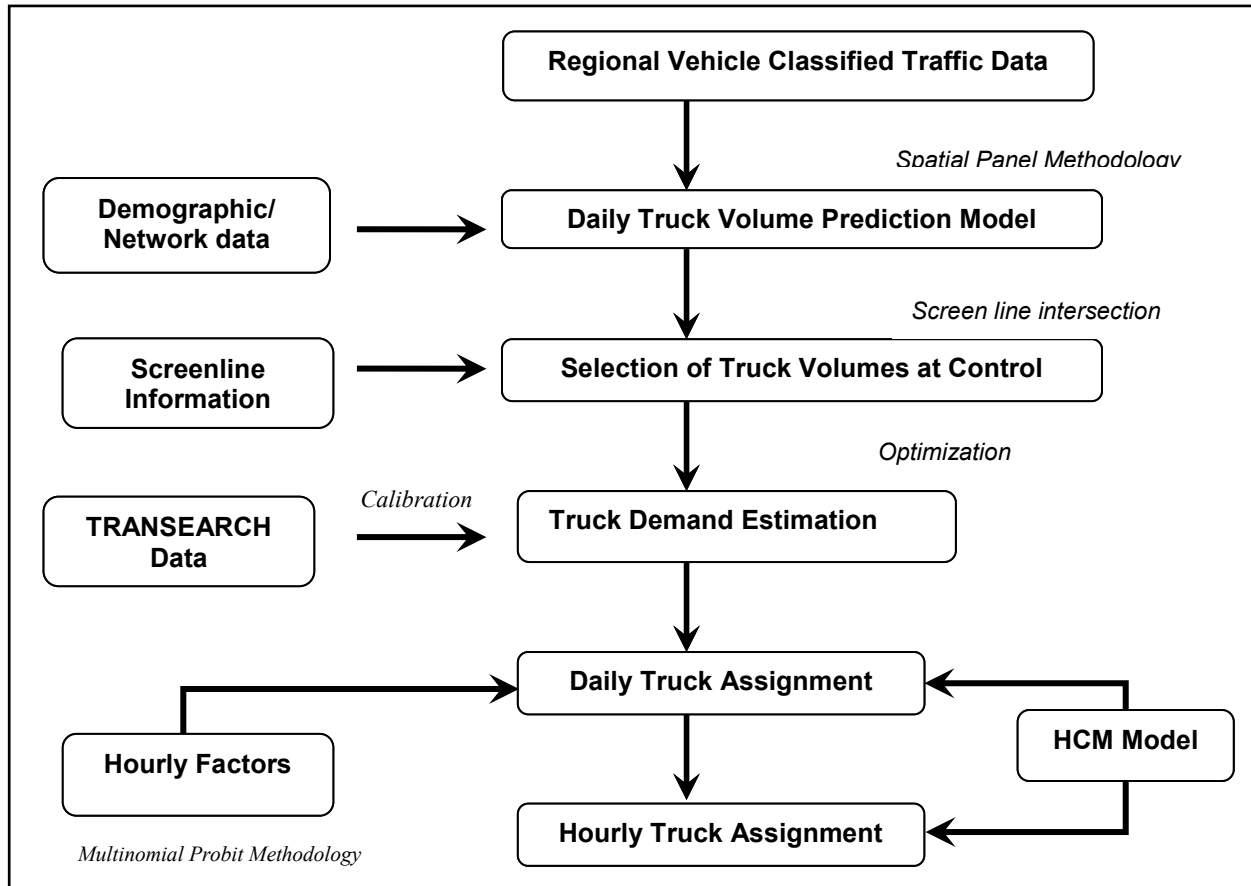 Regional Vehicle Classified Traffic Data
Spatial Panel Methodology
Demographic/
Network data
Daily Truck Volume Prediction Model
Screen line intersection
Screenline
Information
Selection of Truck Volumes at Control
Optimization
Calibration
TRANSEARCH
Data
Truck Demand Estimation
Daily Truck Assignment
HCM Model
Hourly Factors
Hourly Truck Assignment
Multinomial Probit Methodology